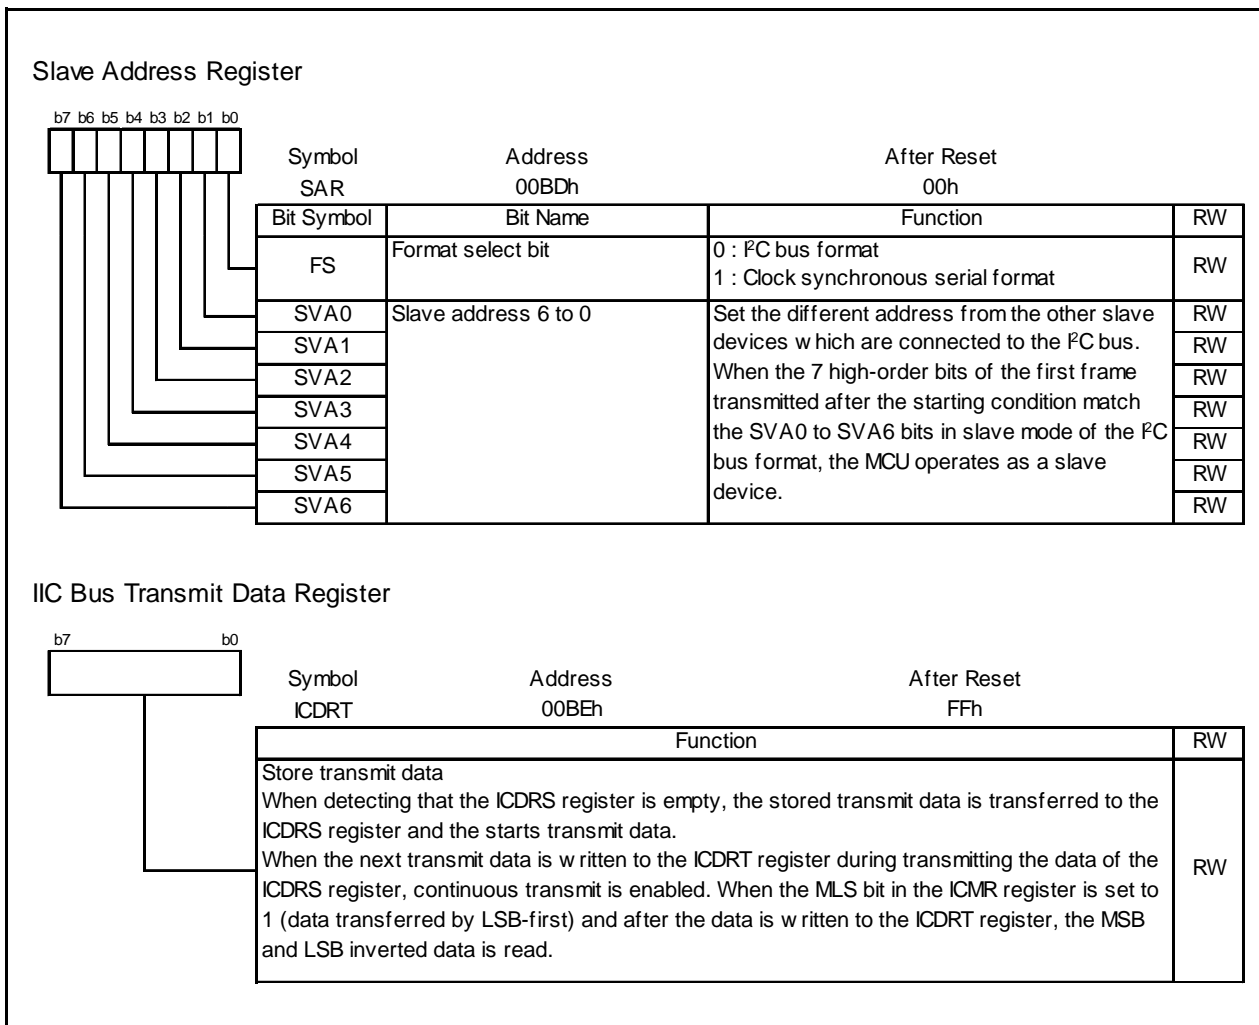 Slave Address Register
b7 b6 b5 b4 b3 b2 b1 b0
Symbol Address After Reset
SAR 00BDh 00h
Bit Symbol Bit Name Function RW
FS Format select bit 0 : I²C bus format RW
1 : Clock synchronous serial format
SVA0 Slave address 6 to 0 Set the different address from the other slave RW
SVA1 devices which are connected to the I²C bus. RW
SVA2 When the 7 high-order bits of the first frame RW
SVA3 transmitted after the starting condition match RW
SVA4 the SVA0 to SVA6 bits in slave mode of the I²C RW
SVA5 bus format, the MCU operates as a slave RW
SVA6 device. RW
IIC Bus Transmit Data Register
b7 b0
Symbol Address After Reset
ICDRT 00BEh FFh
Function RW
Store transmit data
When detecting that the ICDRS register is empty, the stored transmit data is transferred to the
ICDRS register and the starts transmit data.
When the next transmit data is written to the ICDRT register during transmitting the data of the RW
ICDRS register, continuous transmit is enabled. When the MLS bit in the ICMR register is set to
1 (data transferred by LSB-first) and after the data is written to the ICDRT register, the MSB
and LSB inverted data is read.